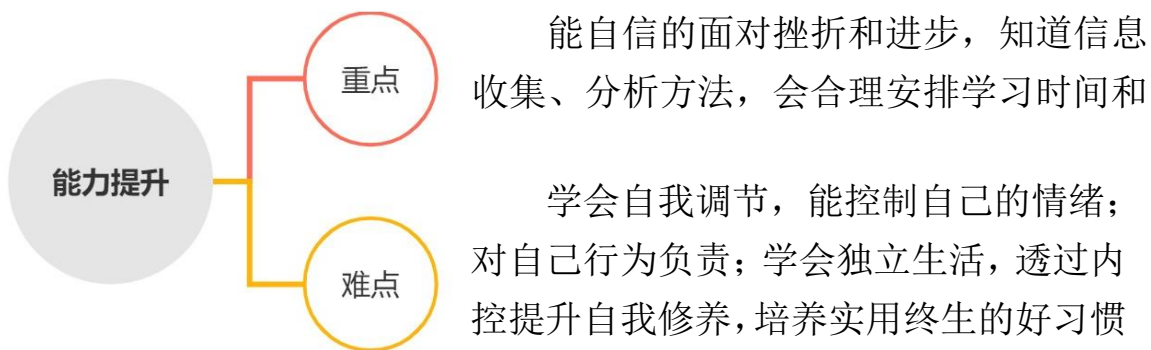 能力提升
重点
能自信的面对挫折和进步，知道信息
收集、分析方法，会合理安排学习时间和
难点
学会自我调节，能控制自己的情绪；
对自己行为负责；学会独立生活，透过内
控提升自我修养，培养实用终生的好习惯